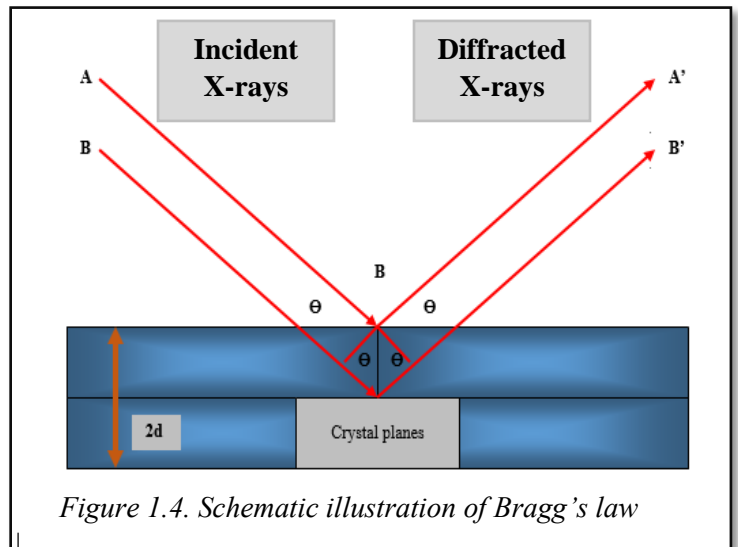 Incident
X-rays
Diffracted
X-rays
A
A’
B
B’
B
ϴ
ϴ
ϴ
ϴ
2d
Crystal planes
Figure 1.4. Schematic illustration of Bragg’s law